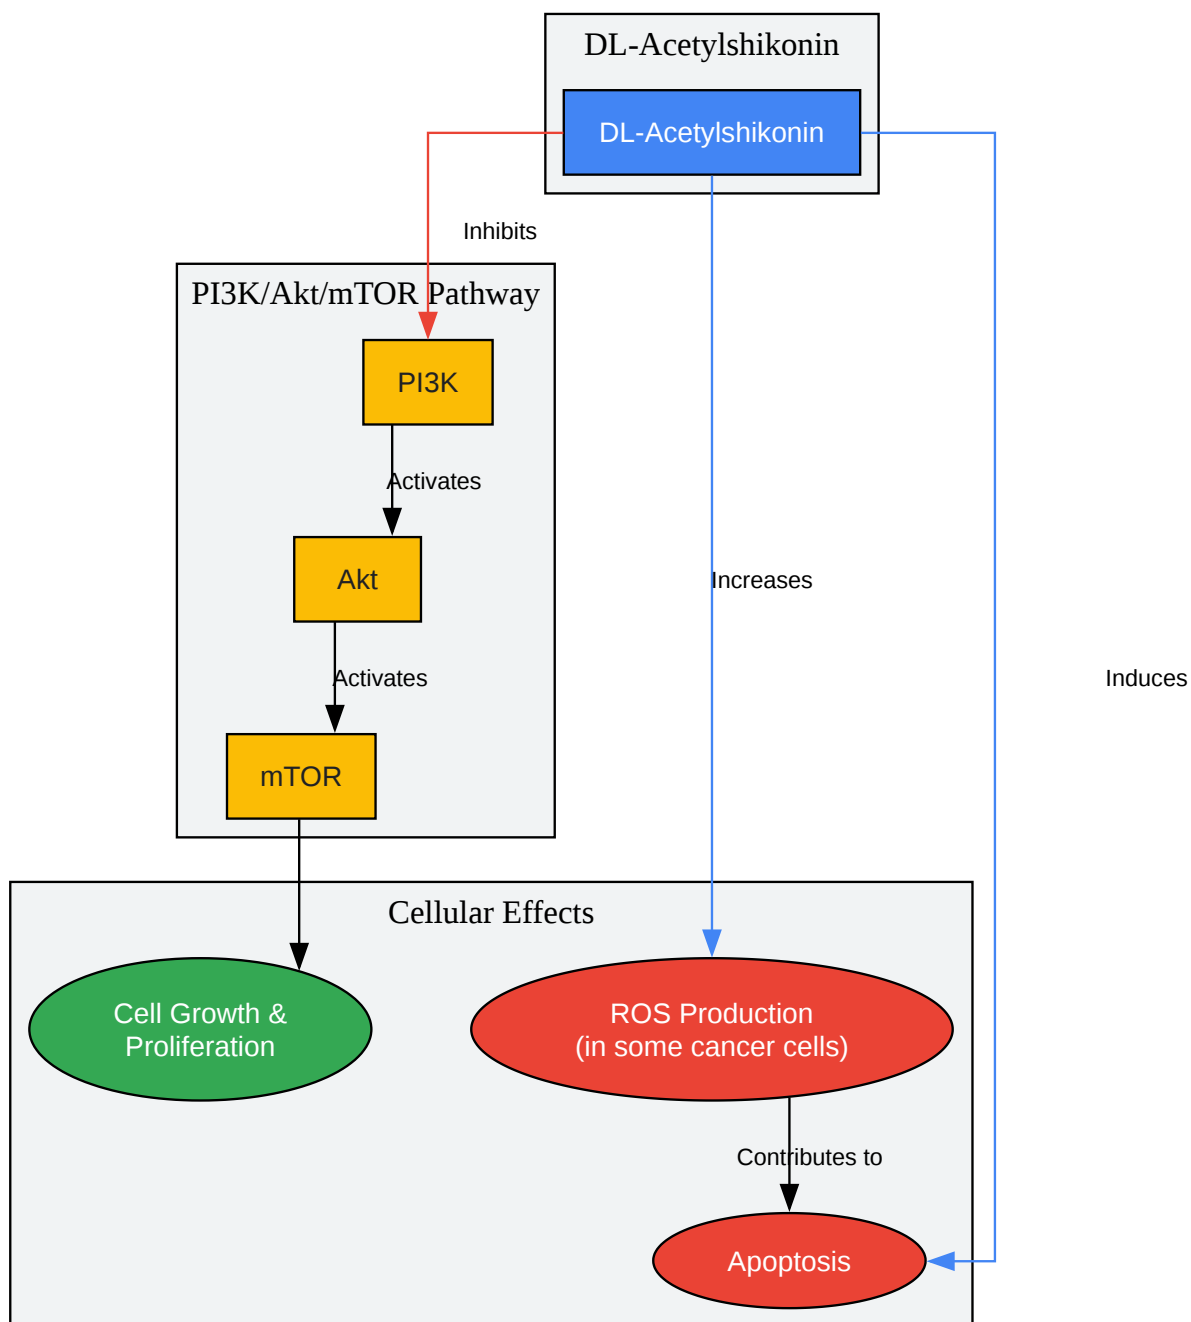 DL-Acetylshikonin
DL-Acetylshikonin
Inhibits
PI3K/Akt/mTOR Pathway
PI3K
Activates
Akt
Increases
Activates
Induces
mTOR
Cellular Effects
Cell Growth &
Proliferation
ROS Production
(in some cancer cells)
Contributes to
Apoptosis